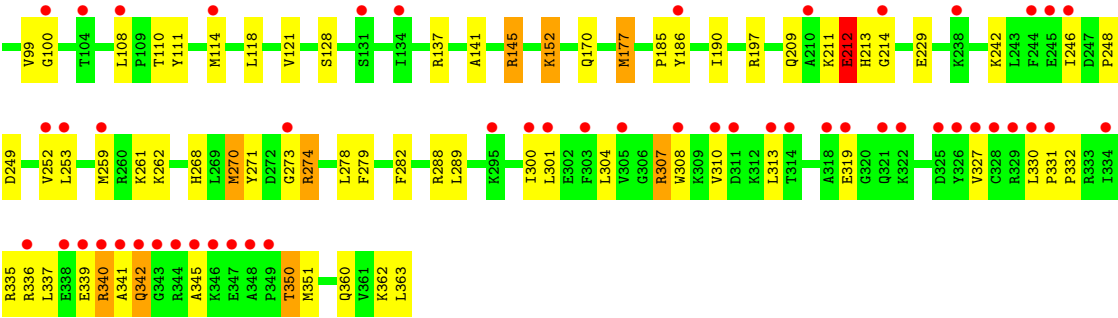 V99 G100 T104 L108 P109 T110 Y111 M114 L118 V121 S128 S131 I134 R137 A141 R145 K152 Q170 M177 P185 Y186 I190 R197 Q209 A210 K211 E212 H213 G214 E229 K238 K242 L243 F244 E245 I246 D247 P248
D249 V252 L253 M259 R260 K261 K262 H268 L269 M270 Y271 D272 G273 R274 L278 F279 F282 R288 L289 K295 I300 L301 E302 F303 L304 V305 G306 R307 W308 K309 V310 D311 K312 L313 T314 A318 E319 G320 Q321 K322 D325 Y326 V327 C328 R329 L330 P331 P332 R333 I334
R335 R336 L337 E338 E339 R340 A341 Q342 G343 R344 A345 K346 E347 A348 P349 T350 M351 Q360 V361 K362 L363